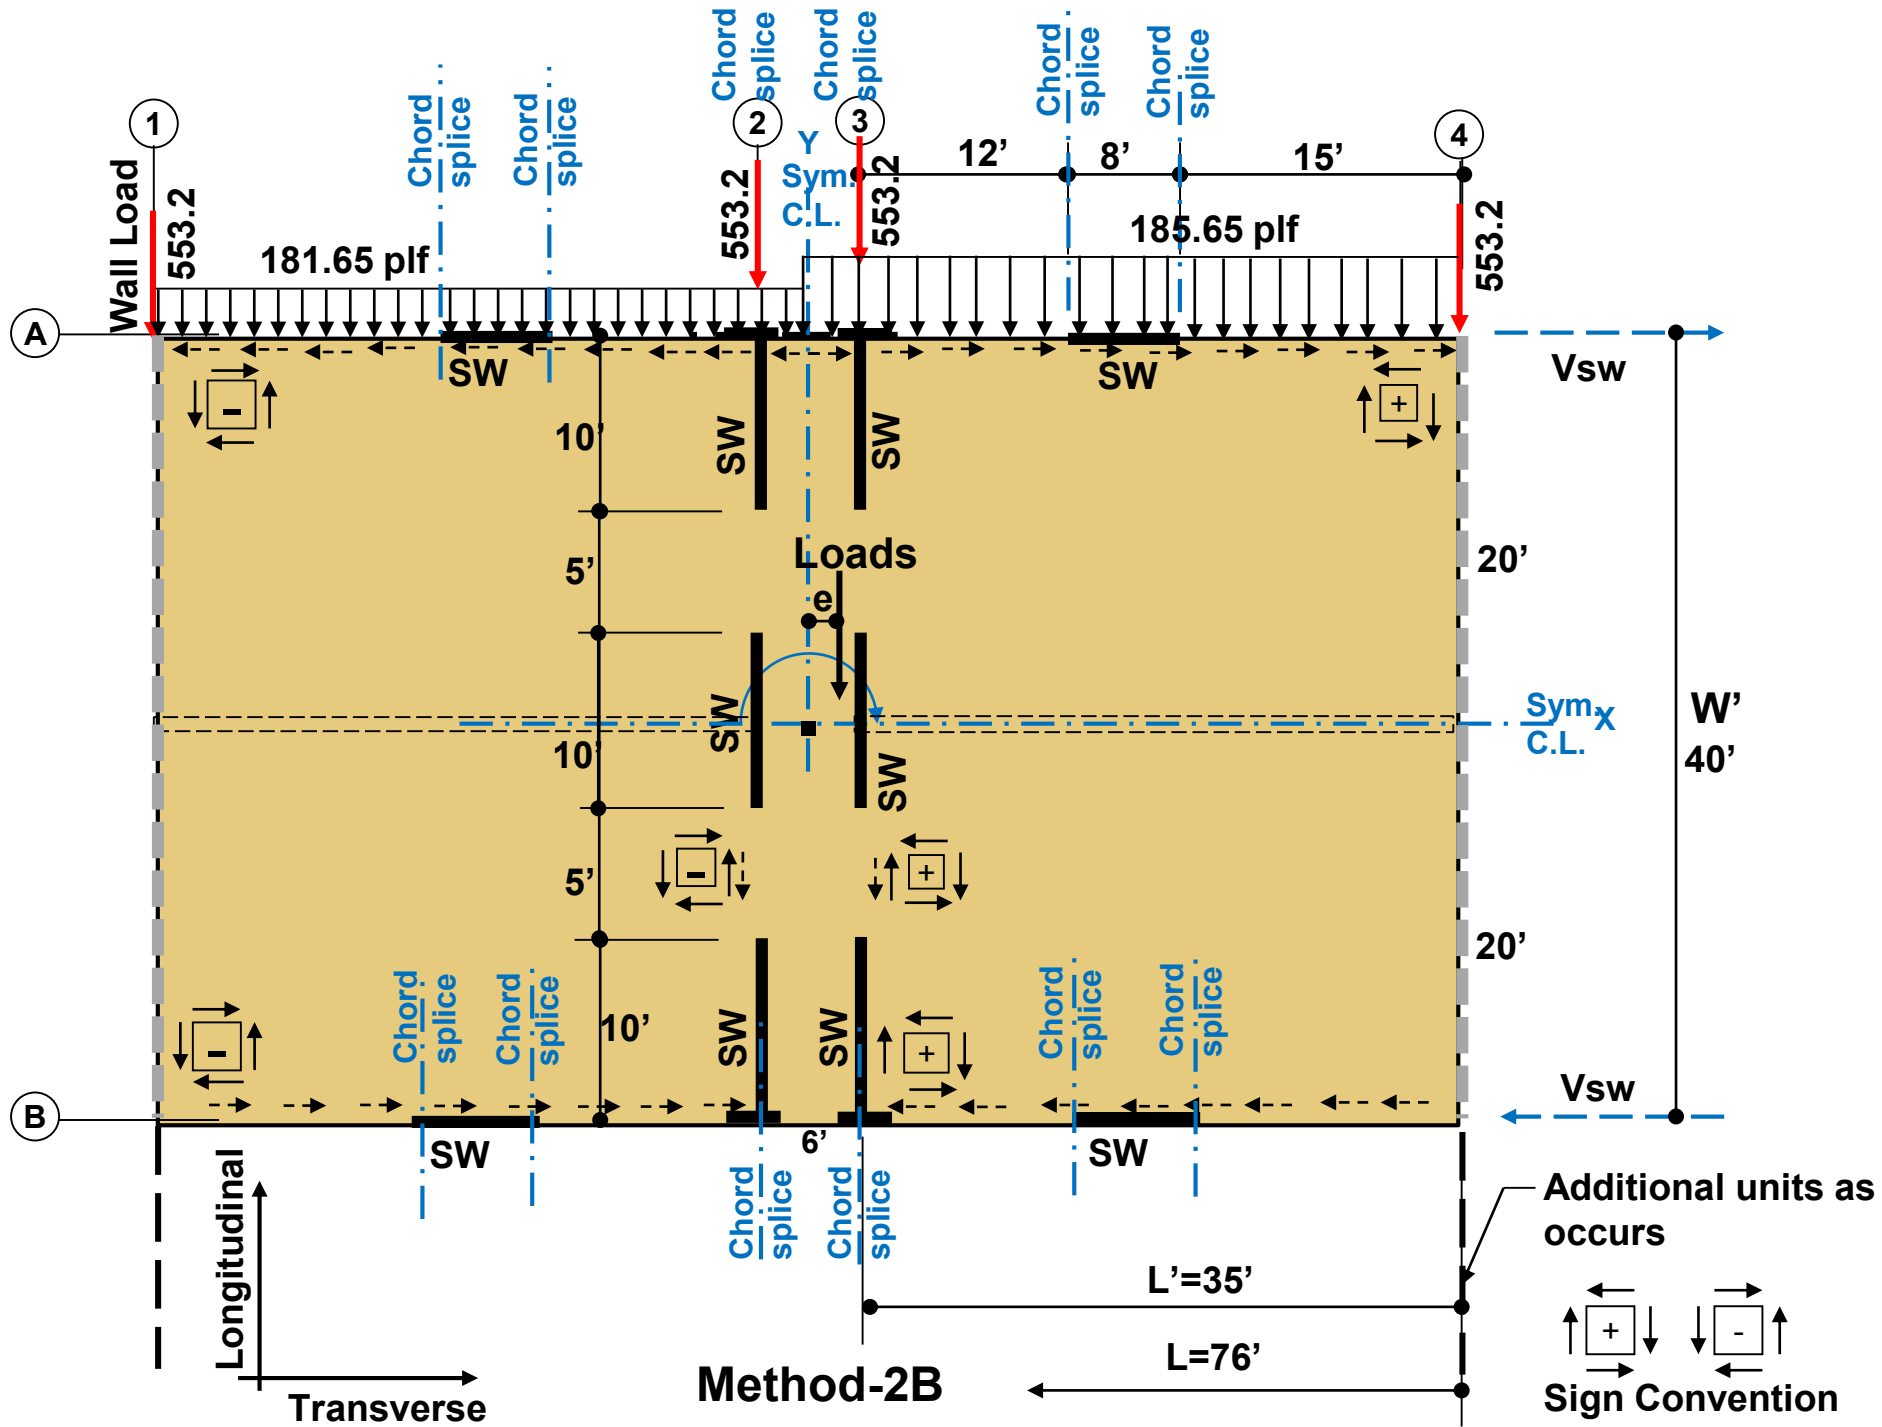 Chord
splice
Chord
splice
Chord
splice
Chord
splice
Chord
splice
Chord
splice
1
2
3
4
Y
Sym.
C.L.
12’
8’
15’
Wall Load
553.2
553.2
553.2
553.2
181.65 plf
185.65 plf
A
Vsw
SW
SW
-
+
10’
SW
SW
5’
Loads
e
20’
SW
SW
10’
Sym.
X
C.L.
W’
40’
5’
-
+
20’
Chord
splice
Chord
splice
Chord
splice
Chord
splice
-
10’
SW
SW
+
B
Vsw
SW
6’
SW
Chord
splice
Chord
splice
Additional units as
occurs
Longitudinal
Transverse
L’=35’
L=76’
Method-2B
+
-
Sign Convention